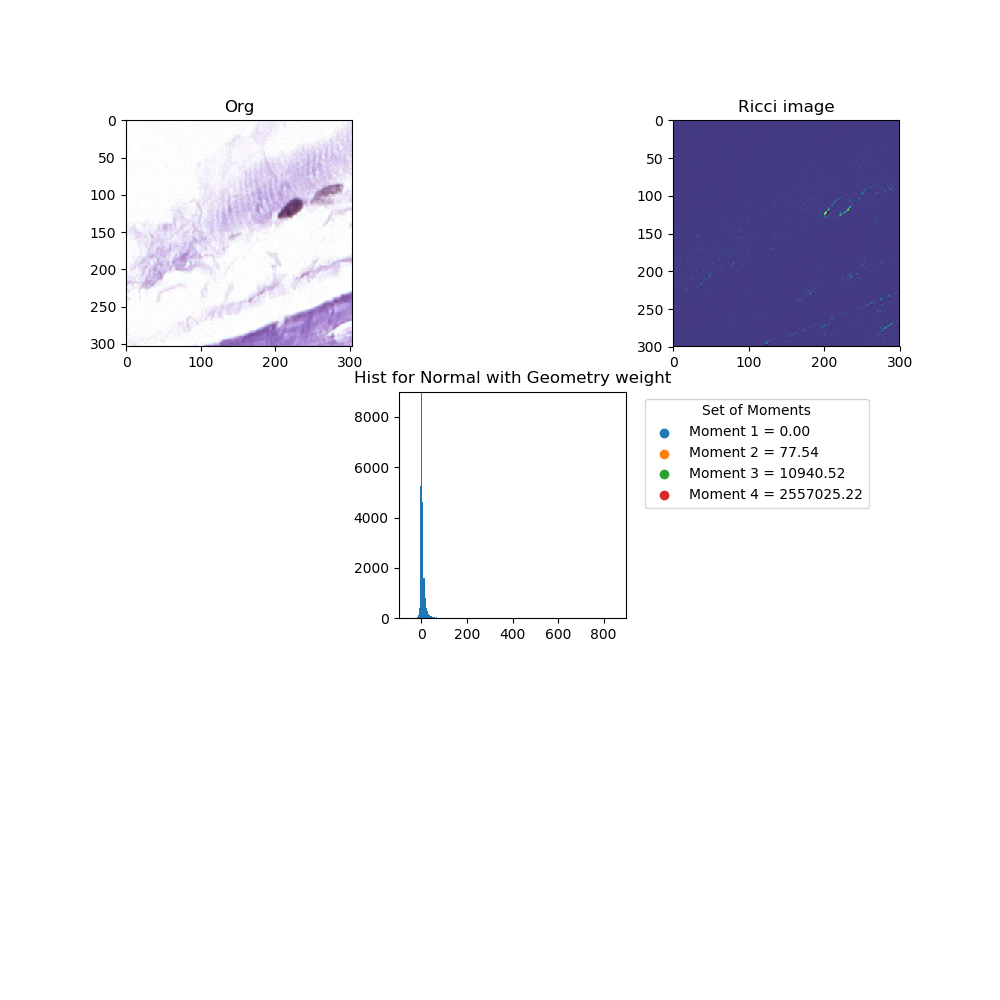 Org
0
50
100
150
200
250
300
0 100 200 300
Ricci image
0
50
100
150
200
250
300
0 100 200 300
Hist for Normal with Geometry weight
8000
6000
4000
2000
0
0 200 400 600 800
Set of Moments
Moment 1 = 0.00
Moment 2 = 77.54
Moment 3 = 10940.52
Moment 4 = 2557025.22